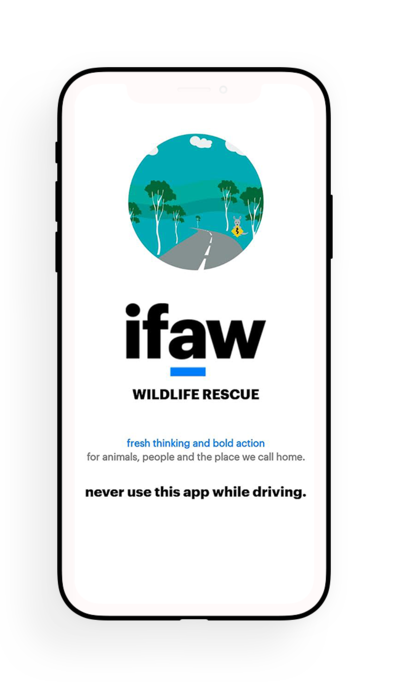 ifaw
WILDLIFE RESCUE
fresh thinking and bold action
for animals, people and the place we call home.
never use this app while driving.